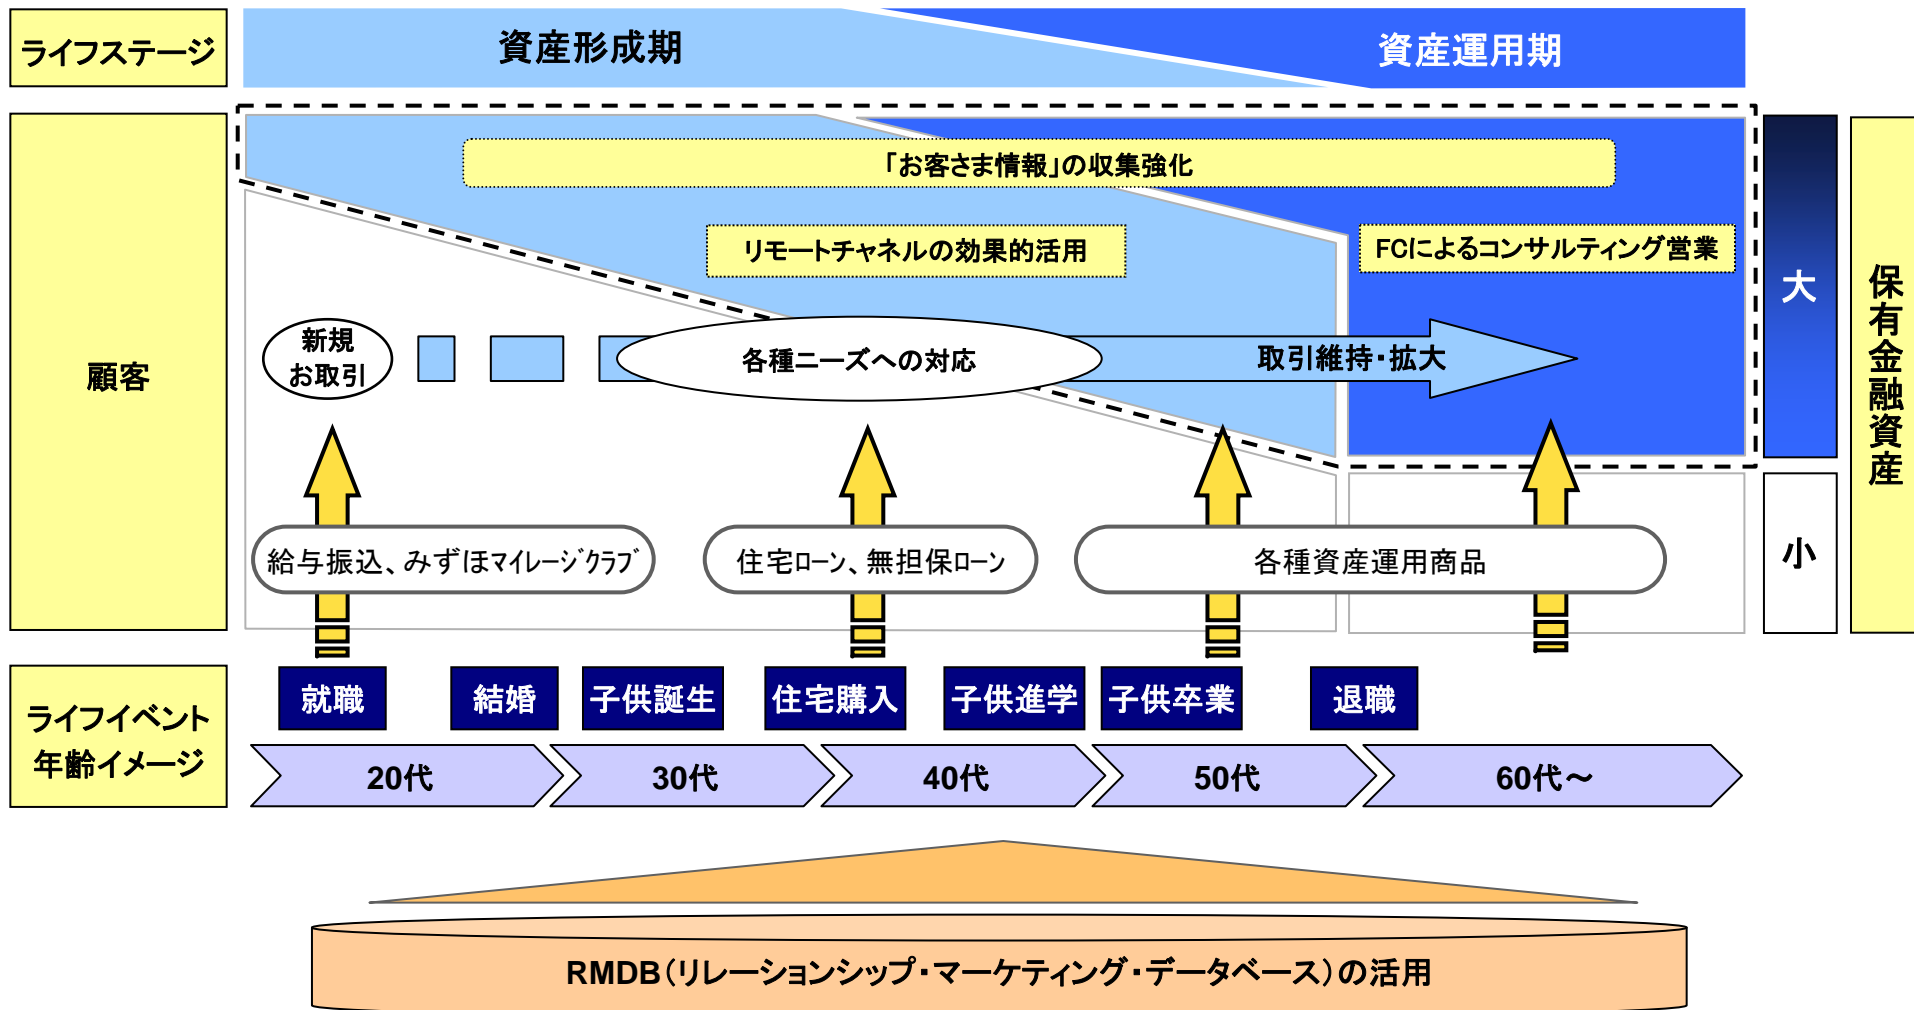 ライフステージ
資産形成期
資産運用期
顧客
「お客さま情報」の収集強化
リモートチャネルの効果的活用
FCによるコンサルティング営業
新規
お取引
各種ニーズへの対応
取引維持・拡大
給与振込、みずほマイレージクラブ
住宅ローン、無担保ローン
各種資産運用商品
大
小
保有金融資産
ライフイベント
年齢イメージ
就職
結婚
子供誕生
住宅購入
子供進学
子供卒業
退職
20代
30代
40代
50代
60代～
RMDB（リレーションシップ・マーケティング・データベース）の活用